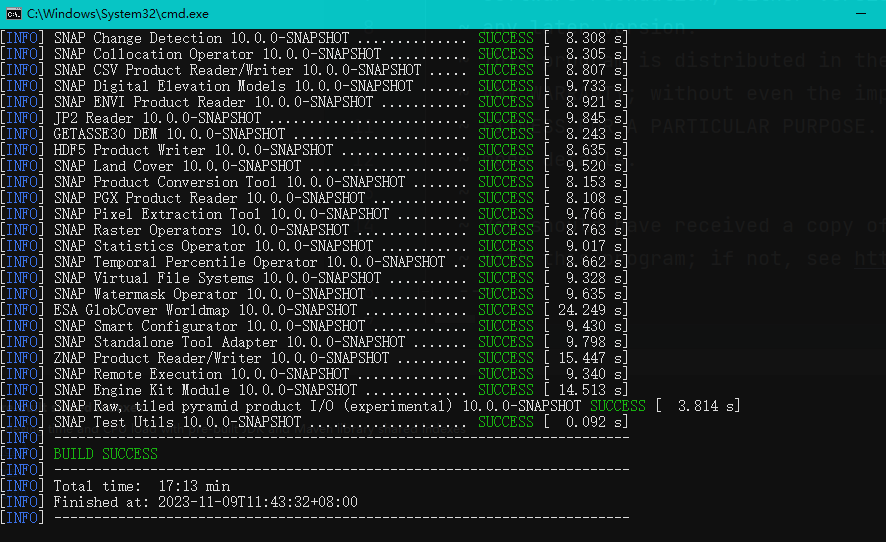 C:\Windows\System32\cmd.exe
[INFO] SNAP Change Detection 10.0.0-SNAPSHOT .............. SUCCESS [  8.308 s]
[INFO] SNAP Collocation Operator 10.0.0-SNAPSHOT .......... SUCCESS [  8.305 s]
[INFO] SNAP CSV Product Reader/Writer 10.0.0-SNAPSHOT ..... SUCCESS [  8.807 s]
[INFO] SNAP Digital Elevation Models 10.0.0-SNAPSHOT ...... SUCCESS [  9.733 s]
[INFO] SNAP ENVI Product Reader 10.0.0-SNAPSHOT ........... SUCCESS [  8.921 s]
[INFO] JP2 Reader 10.0.0-SNAPSHOT ......................... SUCCESS [  9.845 s]
[INFO] GETASSE30 DEM 10.0.0-SNAPSHOT ...................... SUCCESS [  8.243 s]
[INFO] HDF5 Product Writer 10.0.0-SNAPSHOT ................ SUCCESS [  8.635 s]
[INFO] SNAP Land Cover 10.0.0-SNAPSHOT .................... SUCCESS [  9.520 s]
[INFO] SNAP Product Conversion Tool 10.0.0-SNAPSHOT ....... SUCCESS [  8.153 s]
[INFO] SNAP PGX Product Reader 10.0.0-SNAPSHOT ............ SUCCESS [  8.108 s]
[INFO] SNAP Pixel Extraction Tool 10.0.0-SNAPSHOT ......... SUCCESS [  9.766 s]
[INFO] SNAP Raster Operators 10.0.0-SNAPSHOT .............. SUCCESS [  8.763 s]
[INFO] SNAP Statistics Operator 10.0.0-SNAPSHOT ........... SUCCESS [  9.017 s]
[INFO] SNAP Temporal Percentile Operator 10.0.0-SNAPSHOT .. SUCCESS [  8.662 s]
[INFO] SNAP Virtual File Systems 10.0.0-SNAPSHOT .......... SUCCESS [  9.328 s]
[INFO] SNAP Watermask Operator 10.0.0-SNAPSHOT ............ SUCCESS [  9.635 s]
[INFO] ESA GlobCover Worldmap 10.0.0-SNAPSHOT ............. SUCCESS [ 24.249 s]
[INFO] SNAP Smart Configurator 10.0.0-SNAPSHOT ............ SUCCESS [  9.430 s]
[INFO] SNAP Standalone Tool Adapter 10.0.0-SNAPSHOT ....... SUCCESS [  9.798 s]
[INFO] ZNAP Product Reader/Writer 10.0.0-SNAPSHOT ......... SUCCESS [ 15.447 s]
[INFO] SNAP Remote Execution 10.0.0-SNAPSHOT .............. SUCCESS [  9.340 s]
[INFO] SNAP Engine Kit Module 10.0.0-SNAPSHOT ............. SUCCESS [ 14.513 s]
[INFO] SNAP Raw, tiled pyramid product I/O (experimental) 10.0.0-SNAPSHOT SUCCESS [  3.814 s]
[INFO] SNAP Test Utils 10.0.0-SNAPSHOT .................... SUCCESS [  0.092 s]
[INFO] ------------------------------------------------------------------------
[INFO] BUILD SUCCESS
[INFO] ------------------------------------------------------------------------
[INFO] Total time:  17:13 min
[INFO] Finished at: 2023-11-09T11:43:32+08:00
[INFO] ------------------------------------------------------------------------
any later version.
is distributed in the
without even the
A PARTICULAR PURPOSE.
received a copy of
if not, see